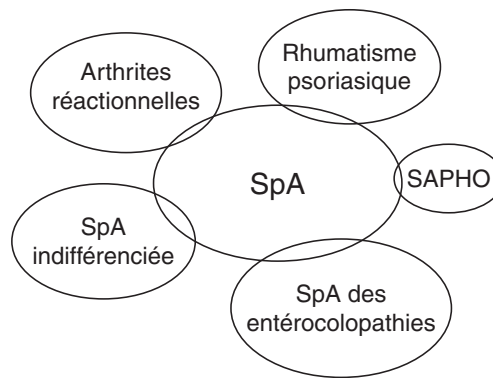 Arthrites
réactionnelles
Rhumatisme
psoriasique
SpA
SAPHO
SpA
indifférenciée
SpA des
entérocolopathies